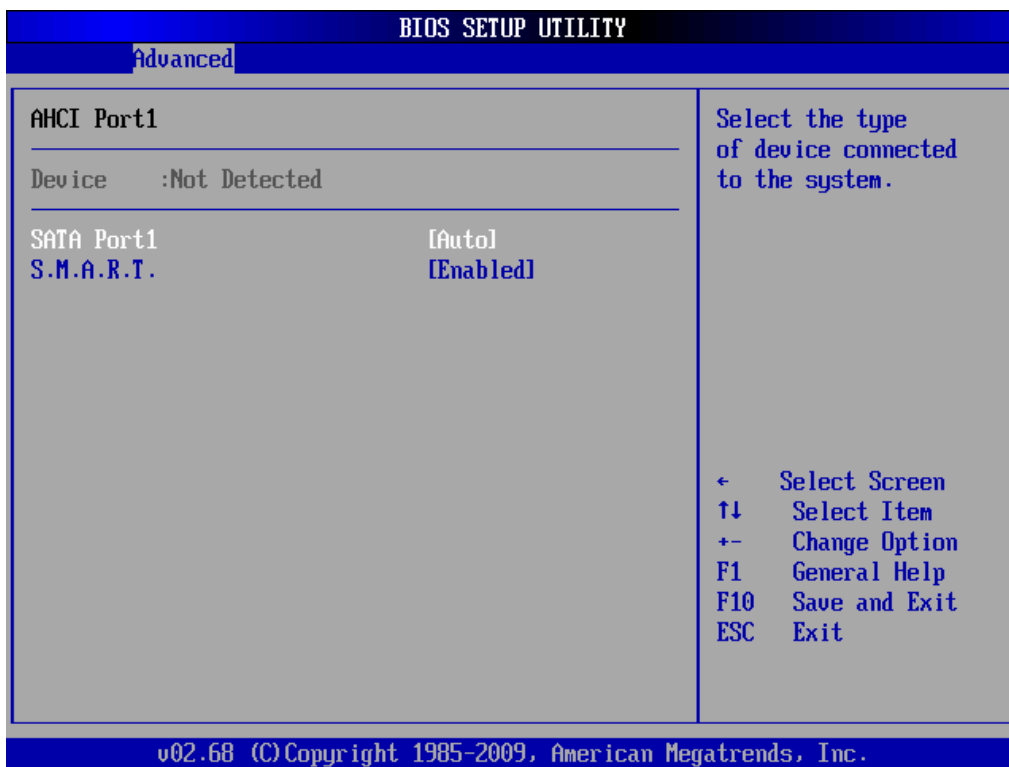 BIOS SETUP UTILITY
Advanced
AHCI Port1
Device :Not Detected
SATA Port1 [Auto]
S.M.A.R.T. [Enabled]
Select the type
of device connected
to the system.
← Select Screen
↑↓ Select Item
+- Change Option
F1 General Help
F10 Save and Exit
ESC Exit
v02.68 (C)Copyright 1985-2009, American Megatrends, Inc.